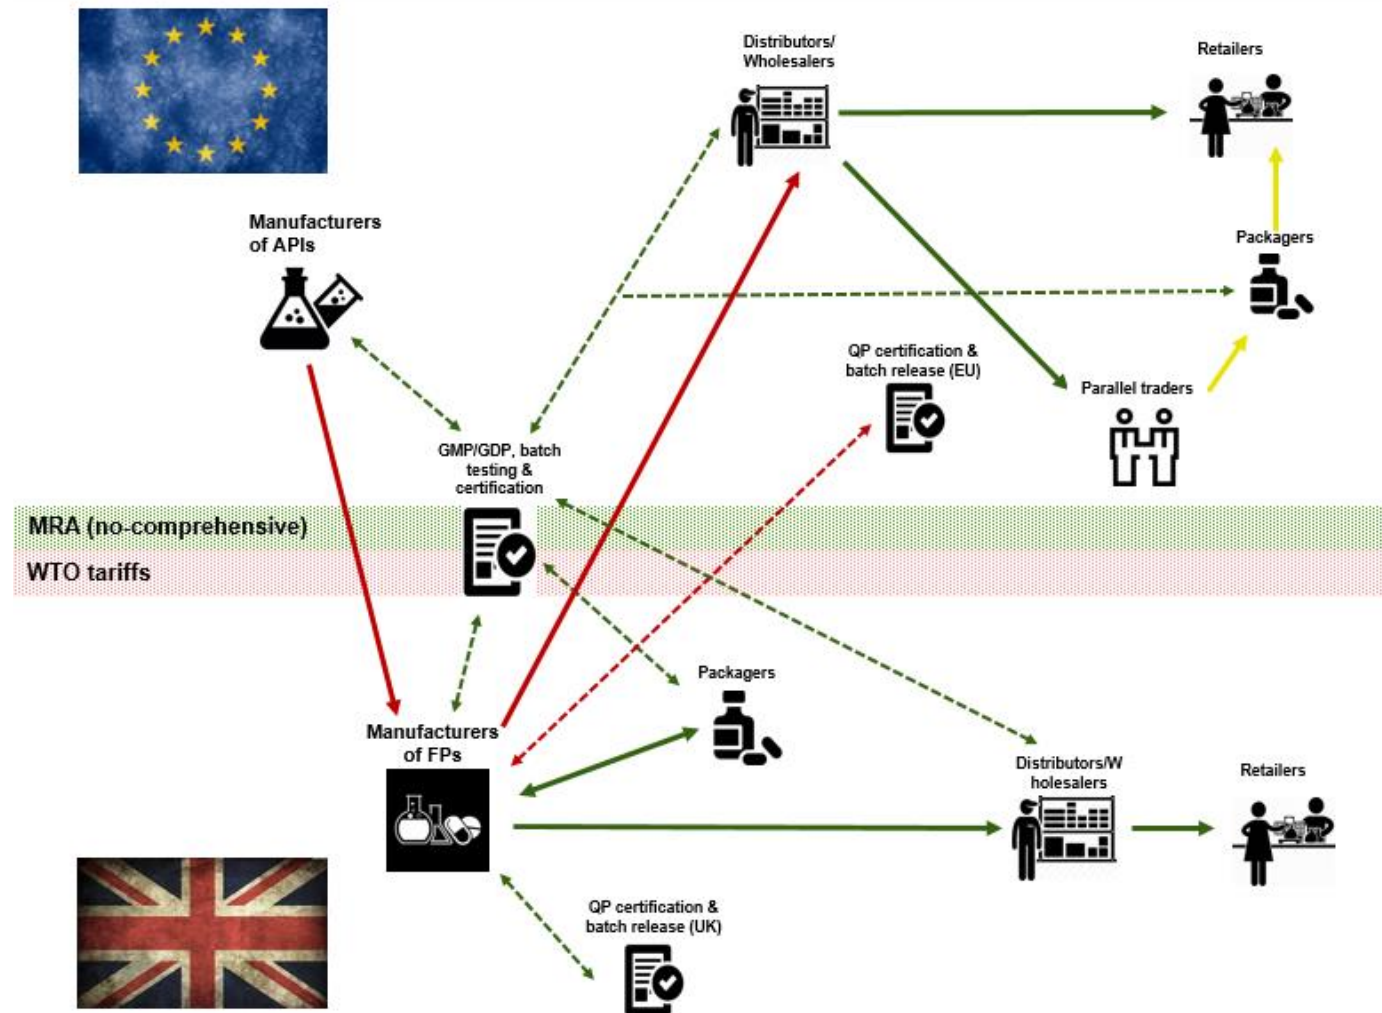 Distributors/
Wholesalers
Retailers
Manufacturers
of APIs
Packagers
QP certification &
batch release (EU)
Parallel traders
GMP/GDP, batch
testing &
certification
MRA (no-comprehensive)
WTO tariffs
Packagers
Manufacturers
of FPs
Distributors/W
holesalers
Retailers
QP certification &
batch release (UK)